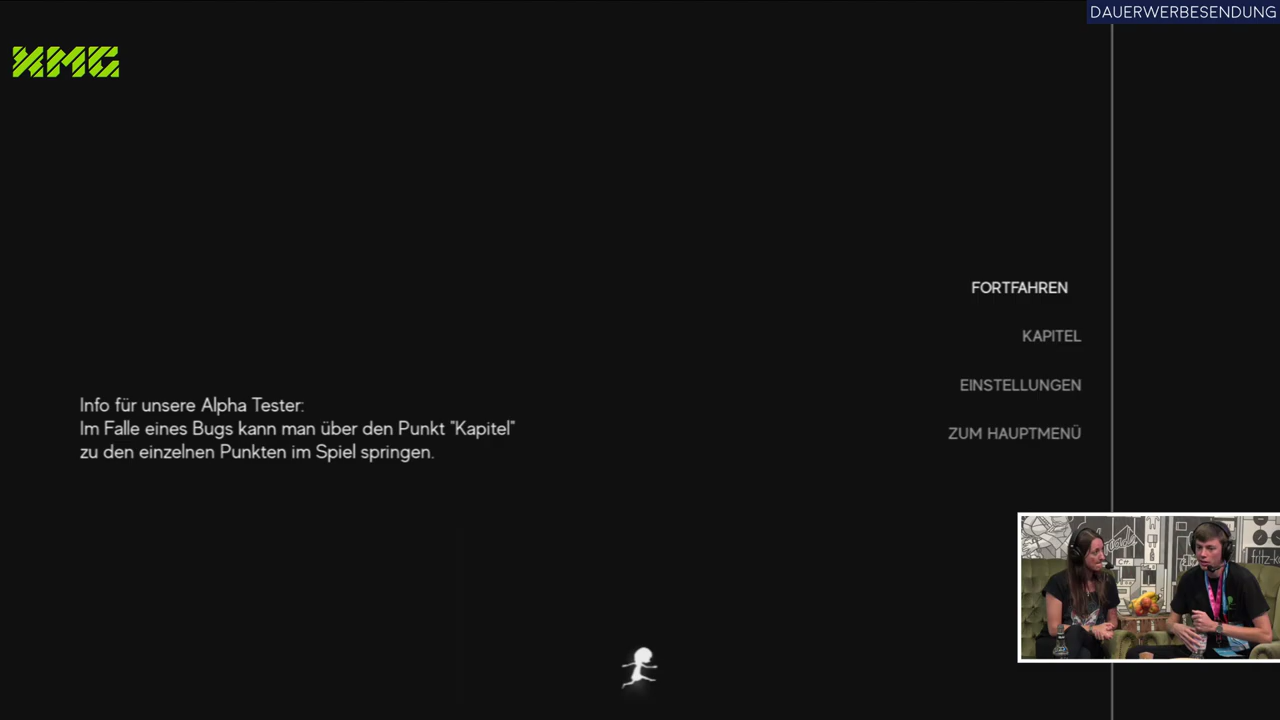 DAUERWERBESENDUNG
XMG
FORTFAHREN
KAPITEL
EINSTELLUNGEN
ZUM HAUPTMENÜ
Info für unsere Alpha Tester:
Im Falle eines Bugs kann man über den Punkt "Kapitel"
zu den einzelnen Punkten im Spiel springen.